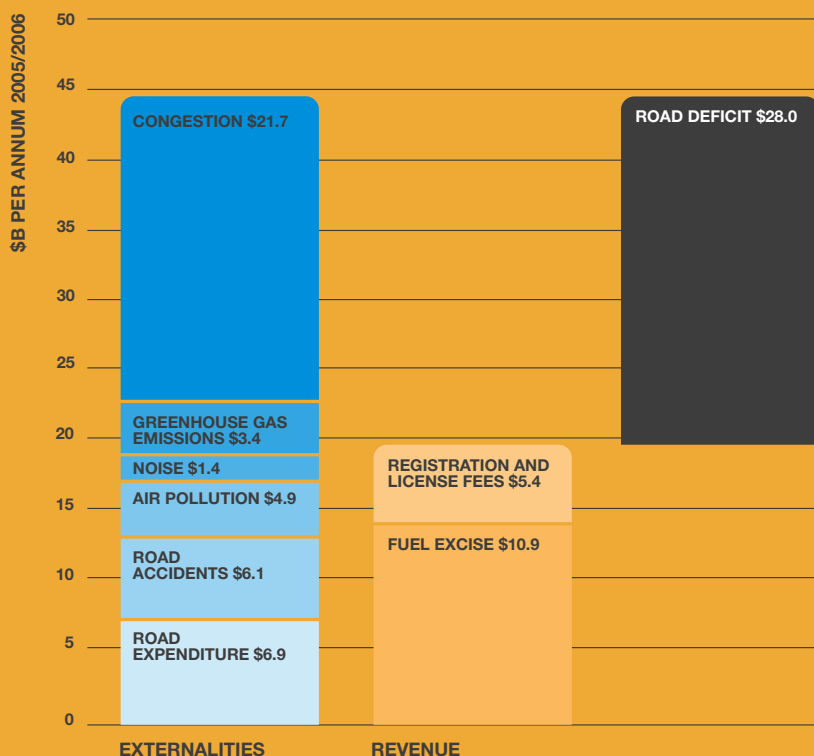 $B PER ANNUM 2005/2006
50
45
40
35
30
25
20
15
10
5
0
CONGESTION $21.7
GREENHOUSE GAS
EMISSIONS $3.4
NOISE $1.4
AIR POLLUTION $4.9
ROAD
ACCIDENTS $6.1
ROAD
EXPENDITURE $6.9
EXTERNALITIES
REGISTRATION AND
LICENSE FEES $5.4
FUEL EXCISE $10.9
REVENUE
ROAD DEFICIT $28.0